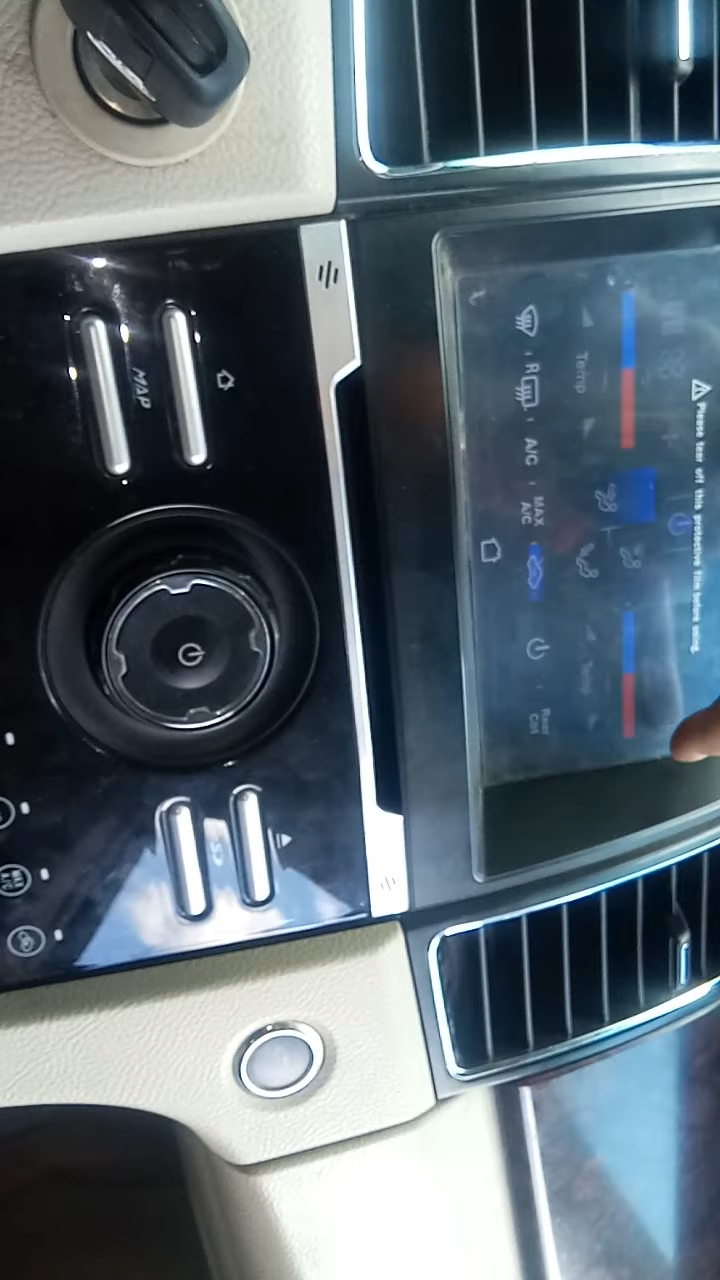 Please tear off this protective film before using.
Temp
Temp
R
A/C
MAX
A/C
Rear
Ctrl
MAP